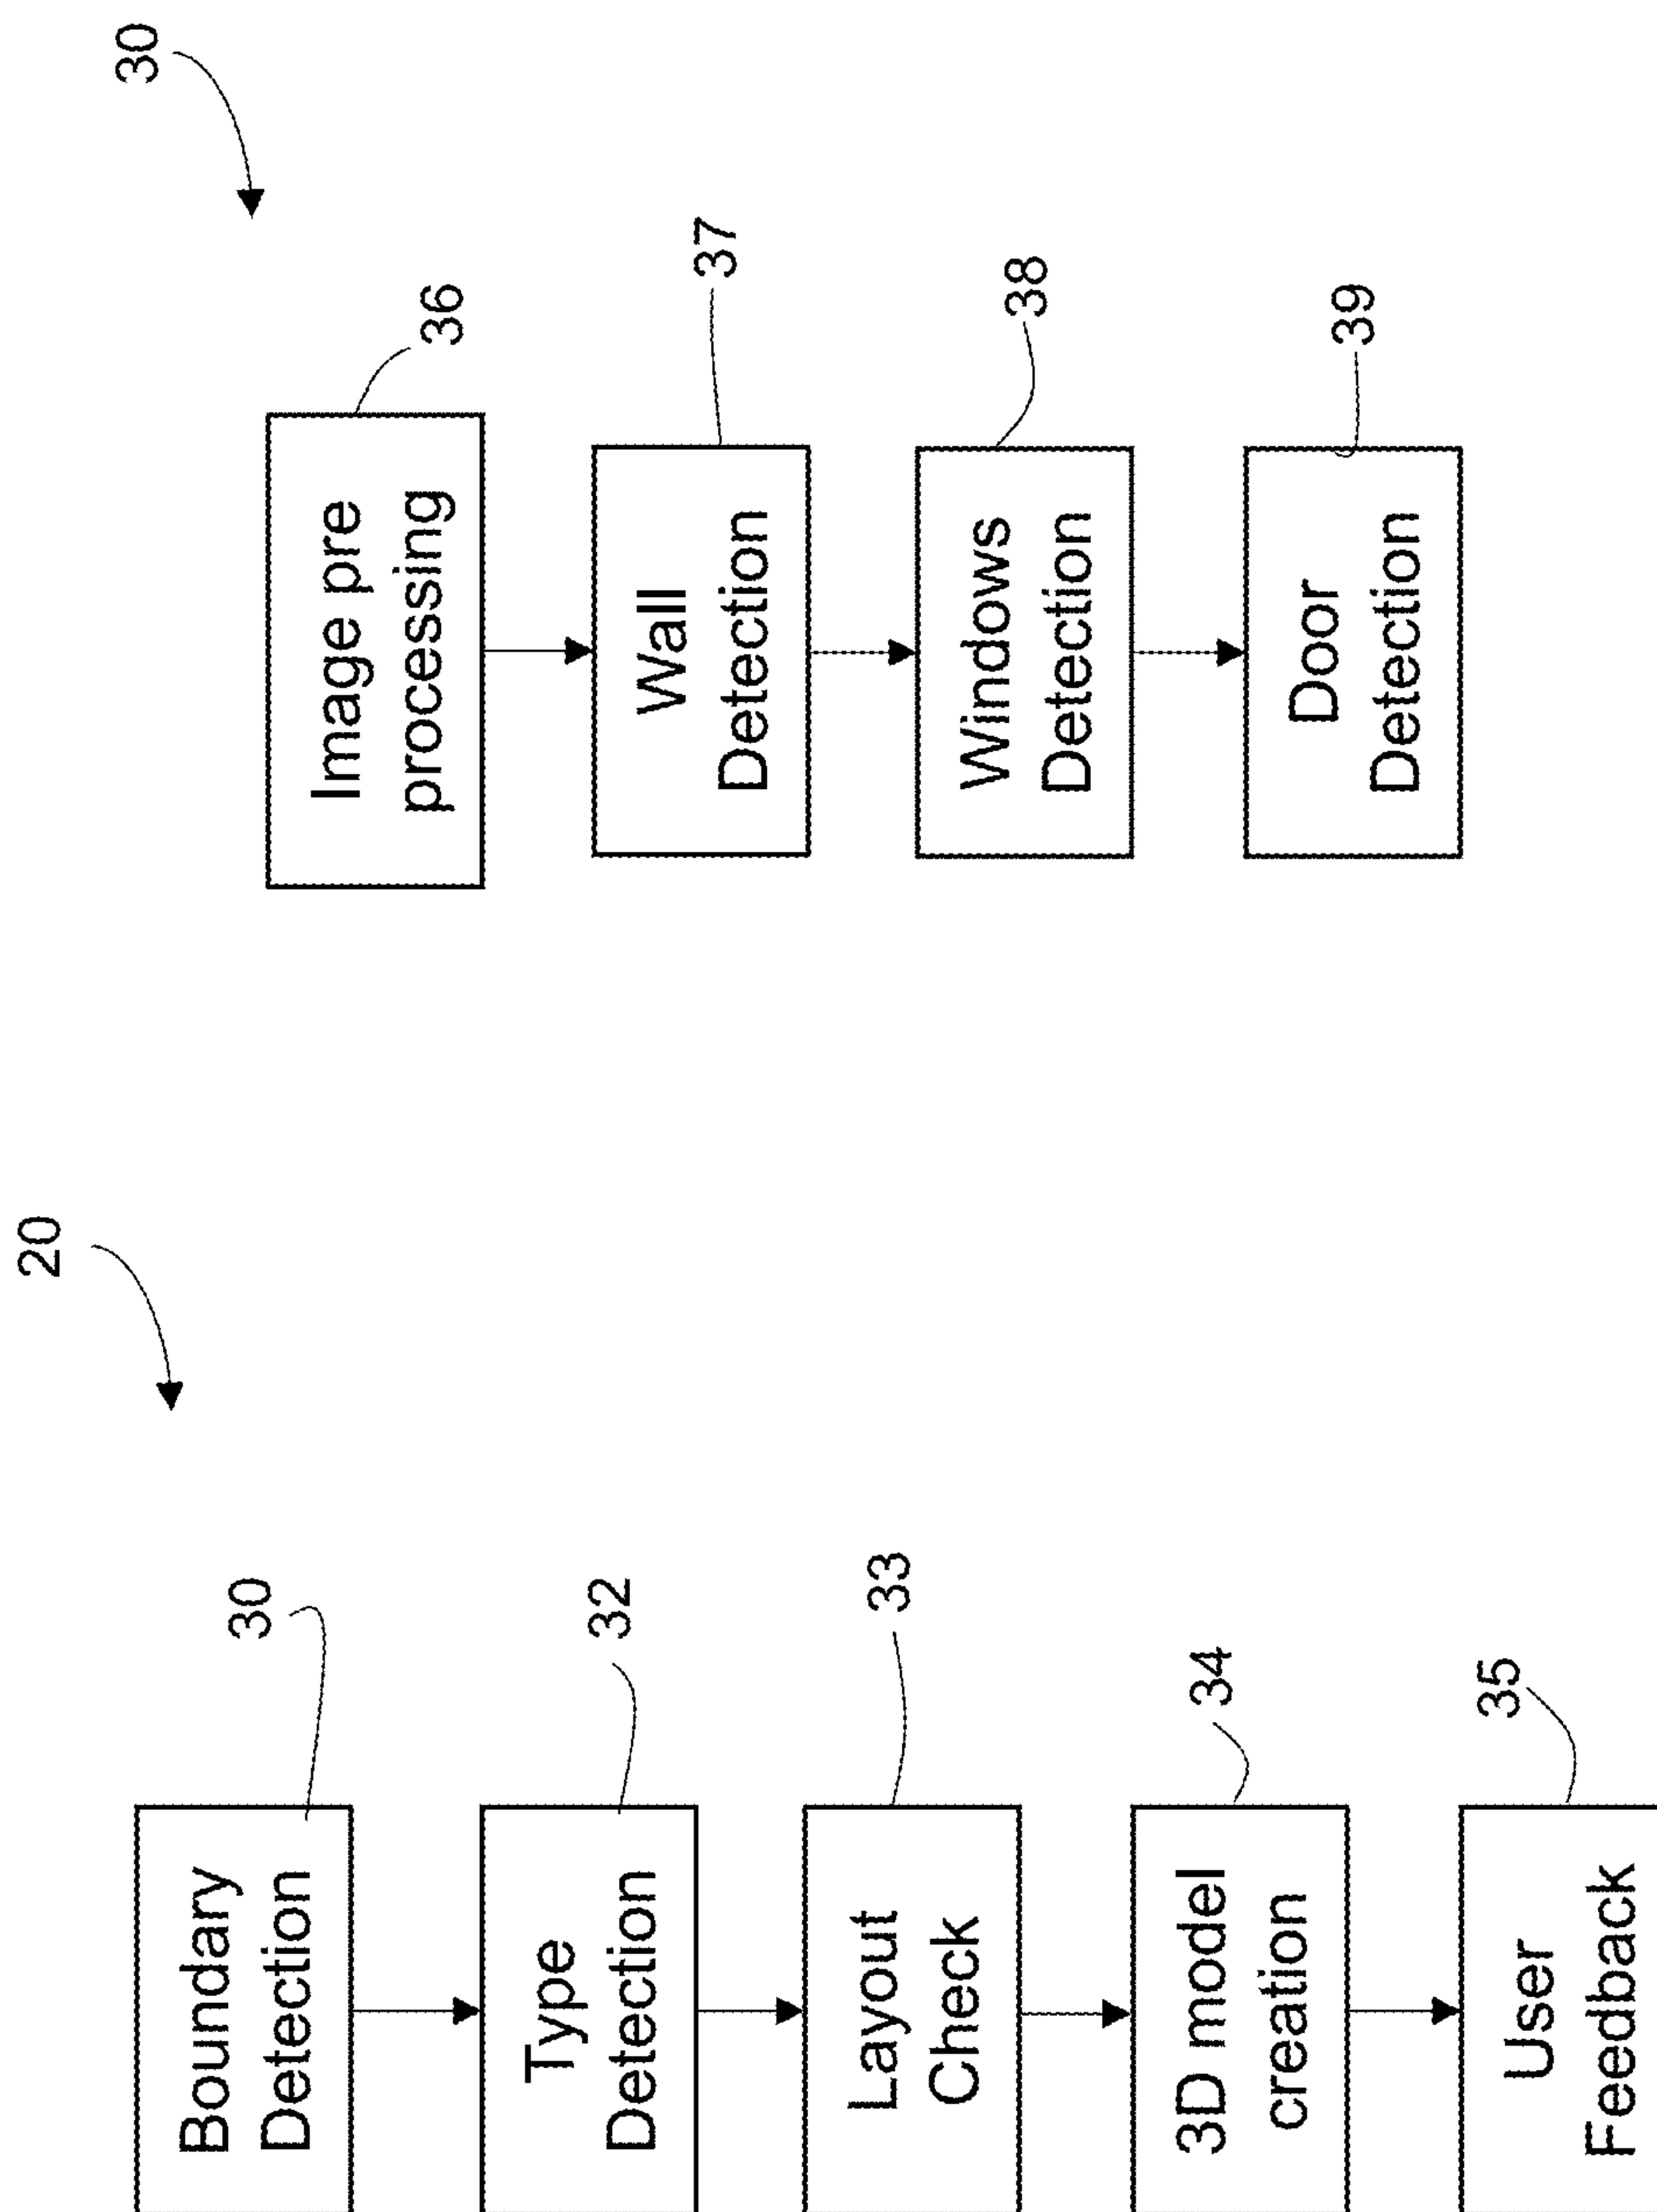 20
Boundary
Detection
30
Type
Detection
32
Layout
Check
33
3D model
creation
34
User
Feedback
35
30
Image pre
processing
36
Wall
Detection
37
Windows
Detection
38
Door
Detection
39